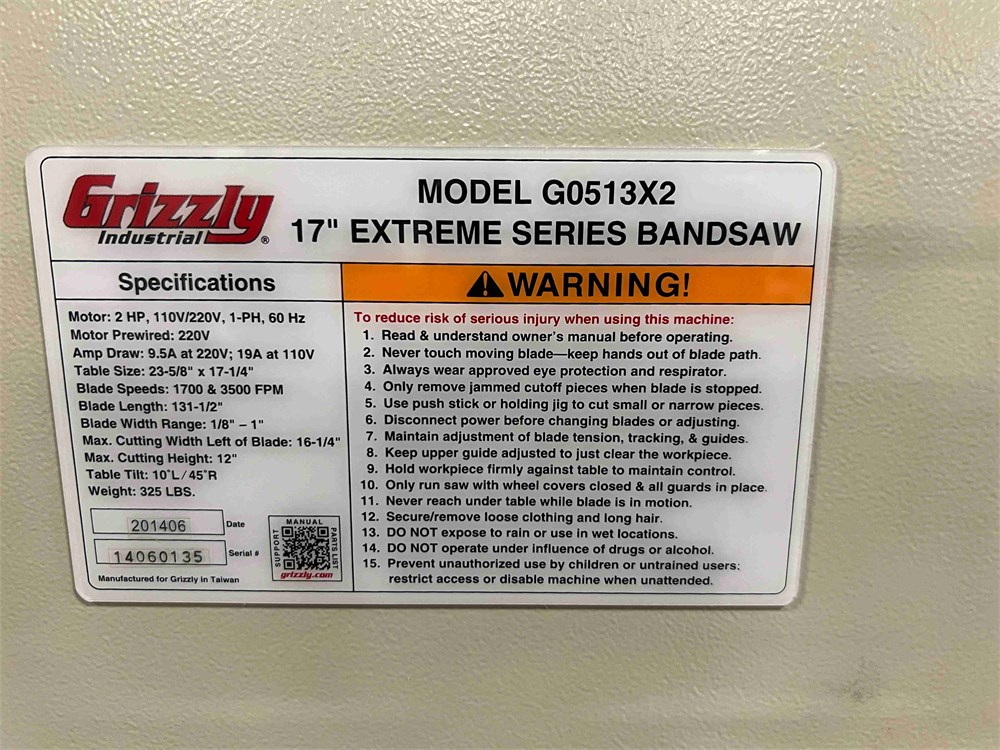 Grizzly
Industrial®
MODEL G0513X2
17" EXTREME SERIES BANDSAW
Specifications
Motor: 2 HP, 110V/220V, 1-PH, 60 Hz
Motor Prewired: 220V
Amp Draw: 9.5A at 220V; 19A at 110V
Table Size: 23-5/8" x 17-1/4"
Blade Speeds: 1700 & 3500 FPM
Blade Length: 131-1/2"
Blade Width Range: 1/8" – 1"
Max. Cutting Width Left of Blade: 16-1/4"
Max. Cutting Height: 12"
Table Tilt: 10°L / 45°R
Weight: 325 LBS.
201406 Date
14060135 Serial #
Manufactured for Grizzly in Taiwan
MANUAL
SUPPORT
PARTS LIST
grizzly.com
WARNING!
To reduce risk of serious injury when using this machine:
1. Read & understand owner's manual before operating.
2. Never touch moving blade—keep hands out of blade path.
3. Always wear approved eye protection and respirator.
4. Only remove jammed cutoff pieces when blade is stopped.
5. Use push stick or holding jig to cut small or narrow pieces.
6. Disconnect power before changing blades or adjusting.
7. Maintain adjustment of blade tension, tracking, & guides.
8. Keep upper guide adjusted to just clear the workpiece.
9. Hold workpiece firmly against table to maintain control.
10. Only run saw with wheel covers closed & all guards in place.
11. Never reach under table while blade is in motion.
12. Secure/remove loose clothing and long hair.
13. DO NOT expose to rain or use in wet locations.
14. DO NOT operate under influence of drugs or alcohol.
15. Prevent unauthorized use by children or untrained users;
restrict access or disable machine when unattended.